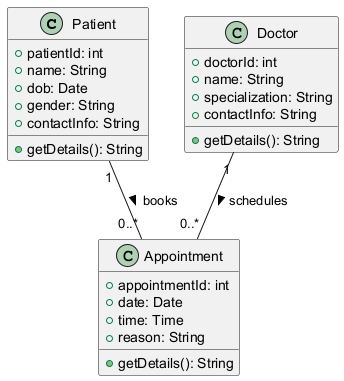 C Patient
patientId: int
name: String
dob: Date
gender: String
contactInfo: String
getDetails(): String
C Doctor
doctorId: int
name: String
specialization: String
contactInfo: String
getDetails(): String
1
1
books
schedules
0..*
0..*
C Appointment
appointmentId: int
date: Date
time: Time
reason: String
getDetails(): String